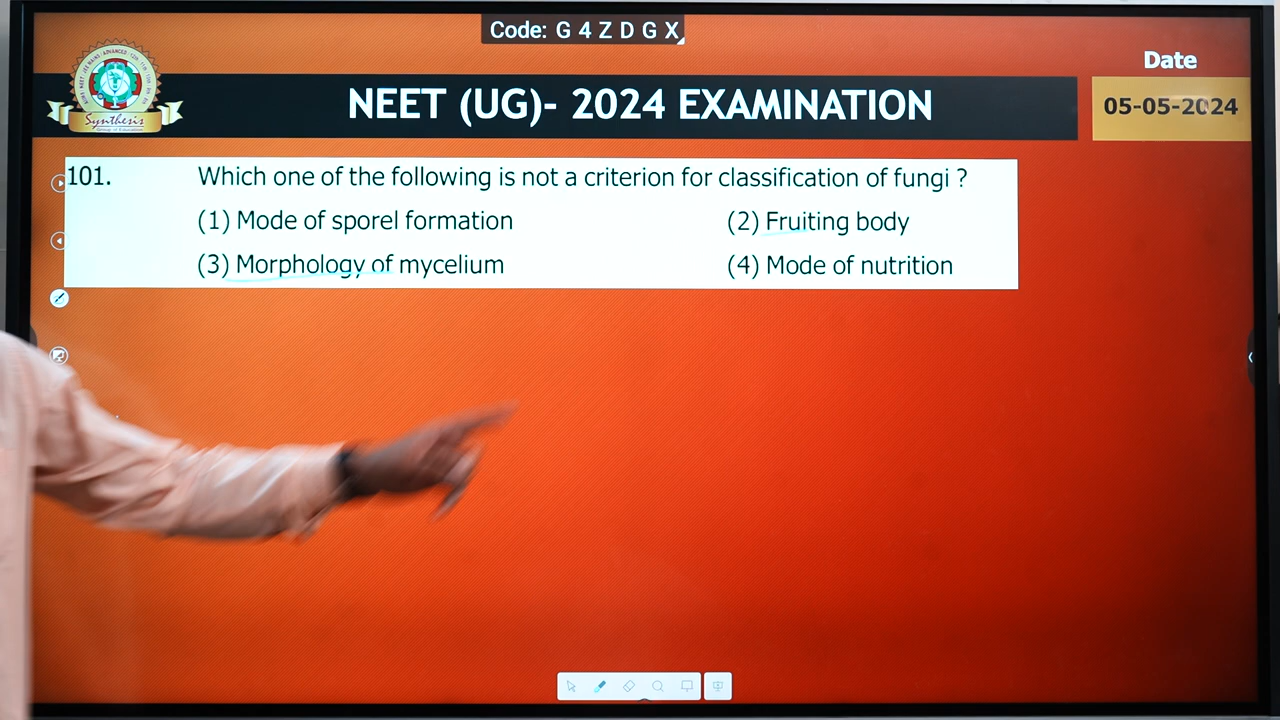 Code: G 4 Z D G X
Date
NEET (UG)- 2024 EXAMINATION
05-05-2024
Synthesis
101. Which one of the following is not a criterion for classification of fungi ?
(1) Mode of sporel formation (2) Fruiting body
(3) Morphology of mycelium (4) Mode of nutrition